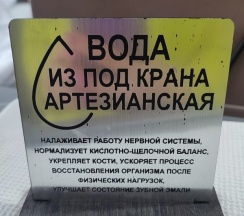 ВОДА
ИЗ ПОД КРАНА
АРТЕЗИАНСКАЯ
НАЛАЖИВАЕТ РАБОТУ НЕРВНОЙ СИСТЕМЫ,
НОРМАЛИЗУЕТ КИСЛОТНО-ЩЕЛОЧНОЙ БАЛАНС,
УКРЕПЛЯЕТ КОСТИ, УСКОРЯЕТ ПРОЦЕСС
ВОССТАНОВЛЕНИЯ ОРГАНИЗМА ПОСЛЕ
ФИЗИЧЕСКИХ НАГРУЗОК,
УЛУЧШАЕТ СОСТОЯНИЕ ЗУБНОЙ ЭМАЛИ